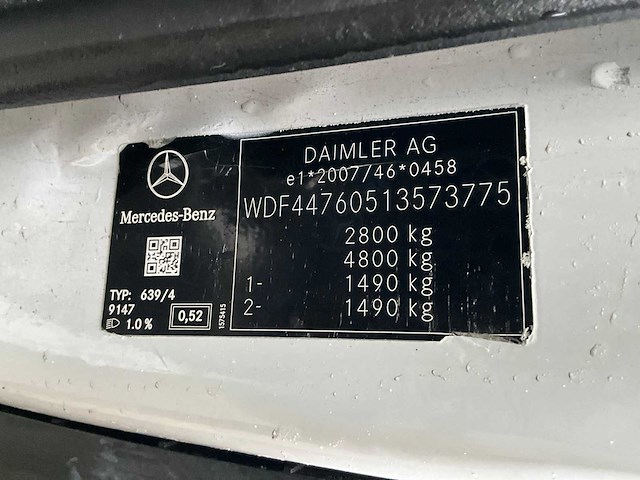 DAIMLER AG
e1*2007/46*0458
WDF44760513573775
2800 kg
4800 kg
1- 1490 kg
2- 1490 kg
Mercedes-Benz
TYP: 639/4
9147
1.0 % 0,52
1575415